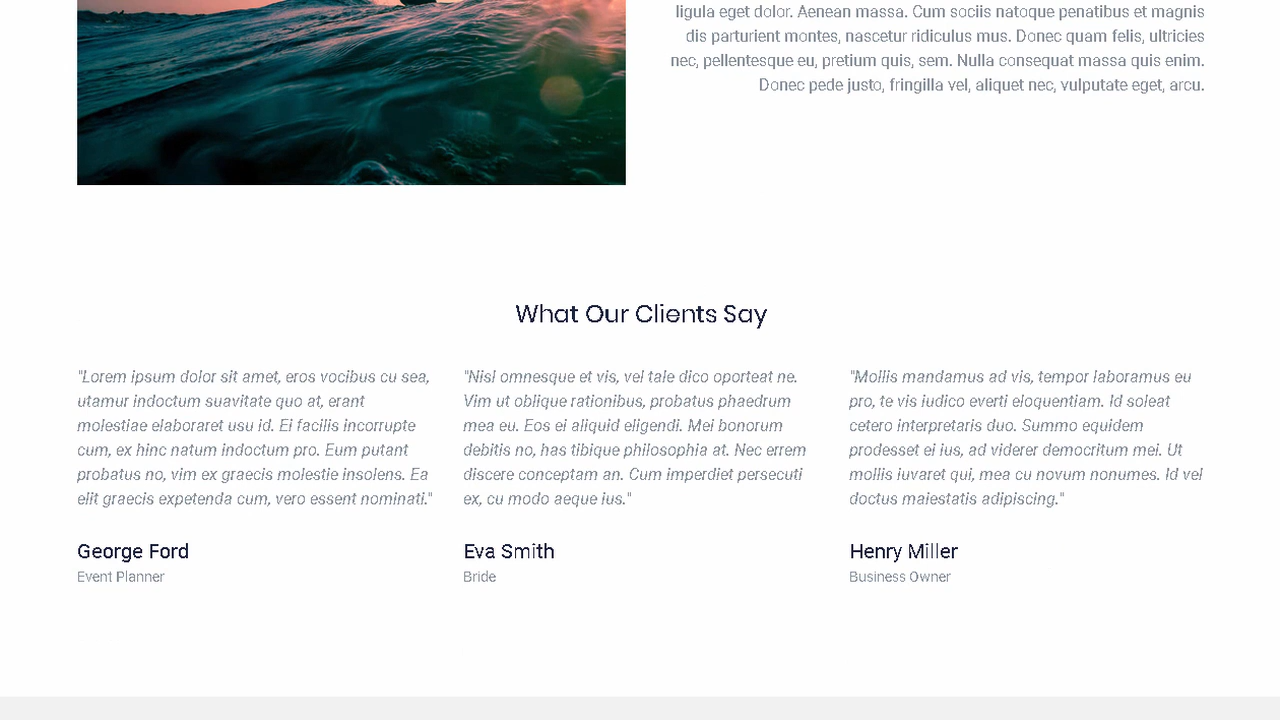 ligula eget dolor. Aenean massa. Cum sociis natoque penatibus et magnis
dis parturient montes, nascetur ridiculus mus. Donec quam felis, ultricies
nec, pellentesque eu, pretium quis, sem. Nulla consequat massa quis enim.
Donec pede justo, fringilla vel, aliquet nec, vulputate eget, arcu.
What Our Clients Say
"Lorem ipsum dolor sit amet, eros vocibus cu sea,
utamur indoctum suavitate quo at, erant
molestiae elaboraret usu id. Ei facilis incorrupte
cum, ex hinc natum indoctum pro. Eum putant
probatus no, vim ex graecis molestie insolens. Ea
elit graecis expetenda cum, vero essent nominati."
George Ford
Event Planner
"Nisl omnesque et vis, vel tale dico oporteat ne.
Vim ut oblique rationibus, probatus phaedrum
mea eu. Eos ei aliquid eligendi. Mei bonorum
debitis no, has tibique philosophia at. Nec errem
discere conceptam an. Cum imperdiet persecuti
ex, cu modo aeque ius."
Eva Smith
Bride
"Mollis mandamus ad vis, tempor laboramus eu
pro, te vis iudico everti eloquentiam. Id soleat
cetero interpretaris duo. Summo equidem
prodesset ei ius, ad viderer democritum mei. Ut
mollis iuvaret qui, mea cu novum nonumes. Id vel
doctus maiestatis adipiscing."
Henry Miller
Business Owner